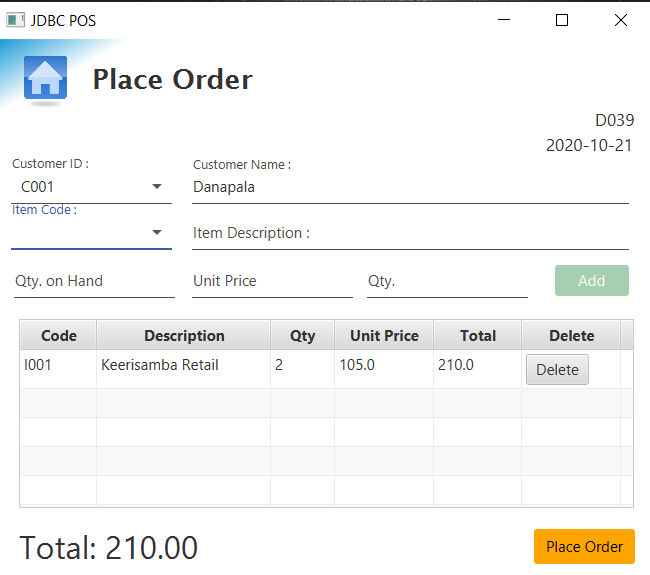 JDBC POS
Place Order
D039
2020-10-21
Customer ID : Customer Name :
C001 Danapala
Item Code :
Item Description :
Qty. on Hand Unit Price Qty. Add
Code Description Qty Unit Price Total Delete
I001 Keerisamba Retail 2 105.0 210.0 Delete
Total: 210.00 Place Order